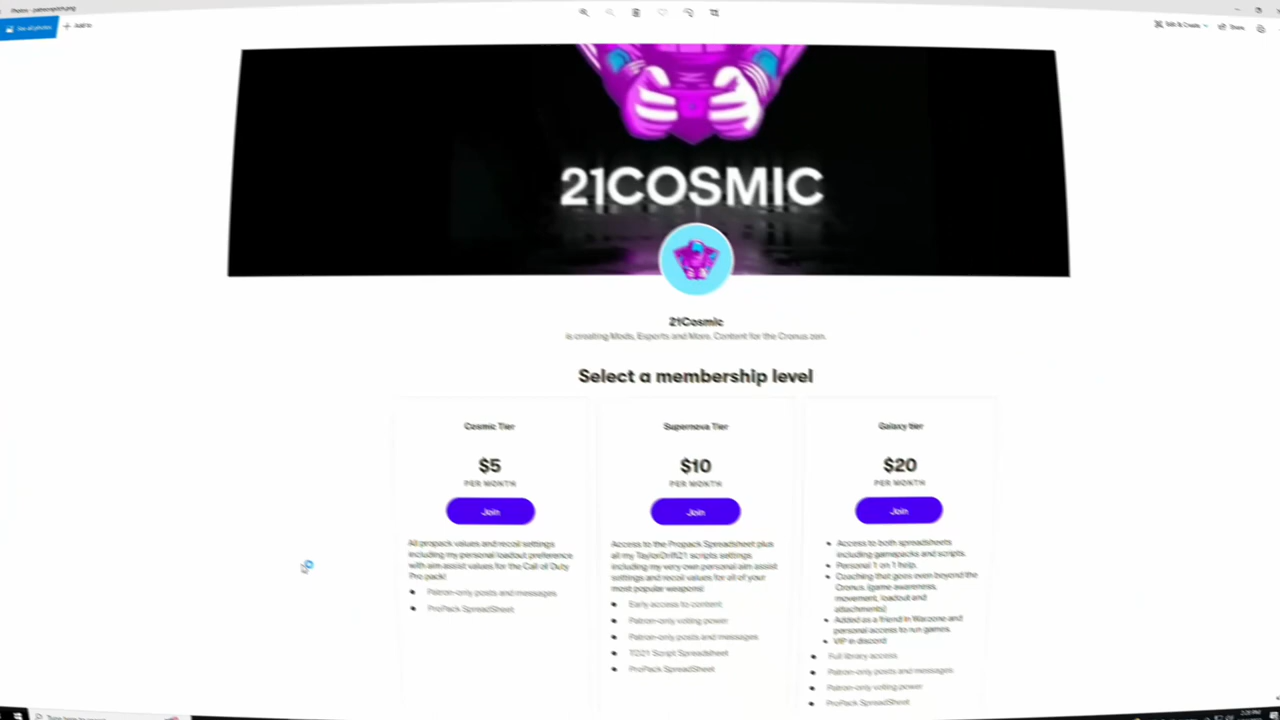 See all photos
Add to
Edit & Create
Share
21COSMIC
21Cosmic
is creating Mods, Esports and More. Content for the Cronus zen.
Select a membership level
Cosmic Tier
$5
PER MONTH
Join
All propack values and recoil settings
including my personal loadout preference
with aim assist values for the Call of Duty
Pro pack!
Patron-only posts and messages
ProPack SpreadSheet
Supernova Tier
$10
PER MONTH
Join
Access to the Propack Spreadsheet plus
all my TaylorDrift21 scripts settings
including my very own personal aim assist
settings and recoil values for all of your
most popular weapons!
Early access to content
Patron-only voting power
Patron-only posts and messages
TD21 Script Spreadsheet
ProPack SpreadSheet
Galaxy tier
$20
PER MONTH
Join
Access to both spreadsheets
including gamepacks and scripts.
Personal 1 on 1 help.
Coaching that goes even beyond the
Cronus. (game awareness,
movement, loadout and
attachments)
Added as a friend in Warzone and
personal access to run games.
VIP in discord
Full library access
Patron-only posts and messages
Patron-only voting power
ProPack SpreadSheet